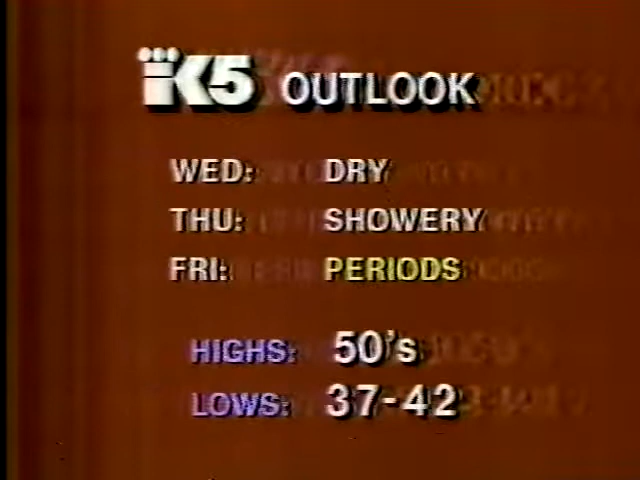 K5 OUTLOOK
WED: DRY
THU: SHOWERY
FRI: PERIODS
HIGHS: 50's
LOWS: 37-42